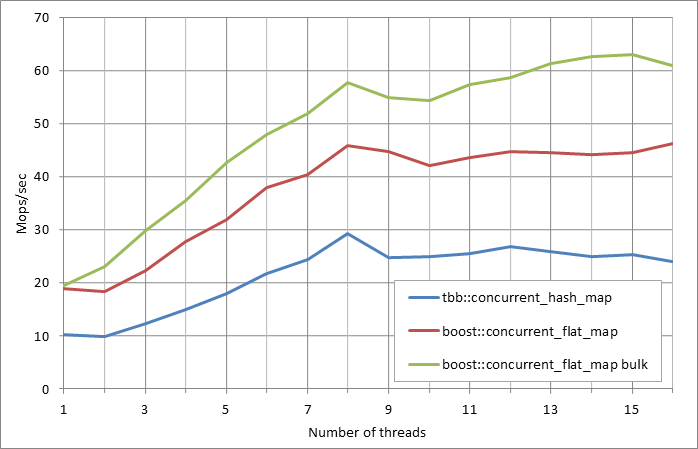 70
60
50
40
30
20
10
0
Mops/sec
tbb::concurrent_hash_map
boost::concurrent_flat_map
boost::concurrent_flat_map bulk
1 3 5 7 9 11 13 15
Number of threads